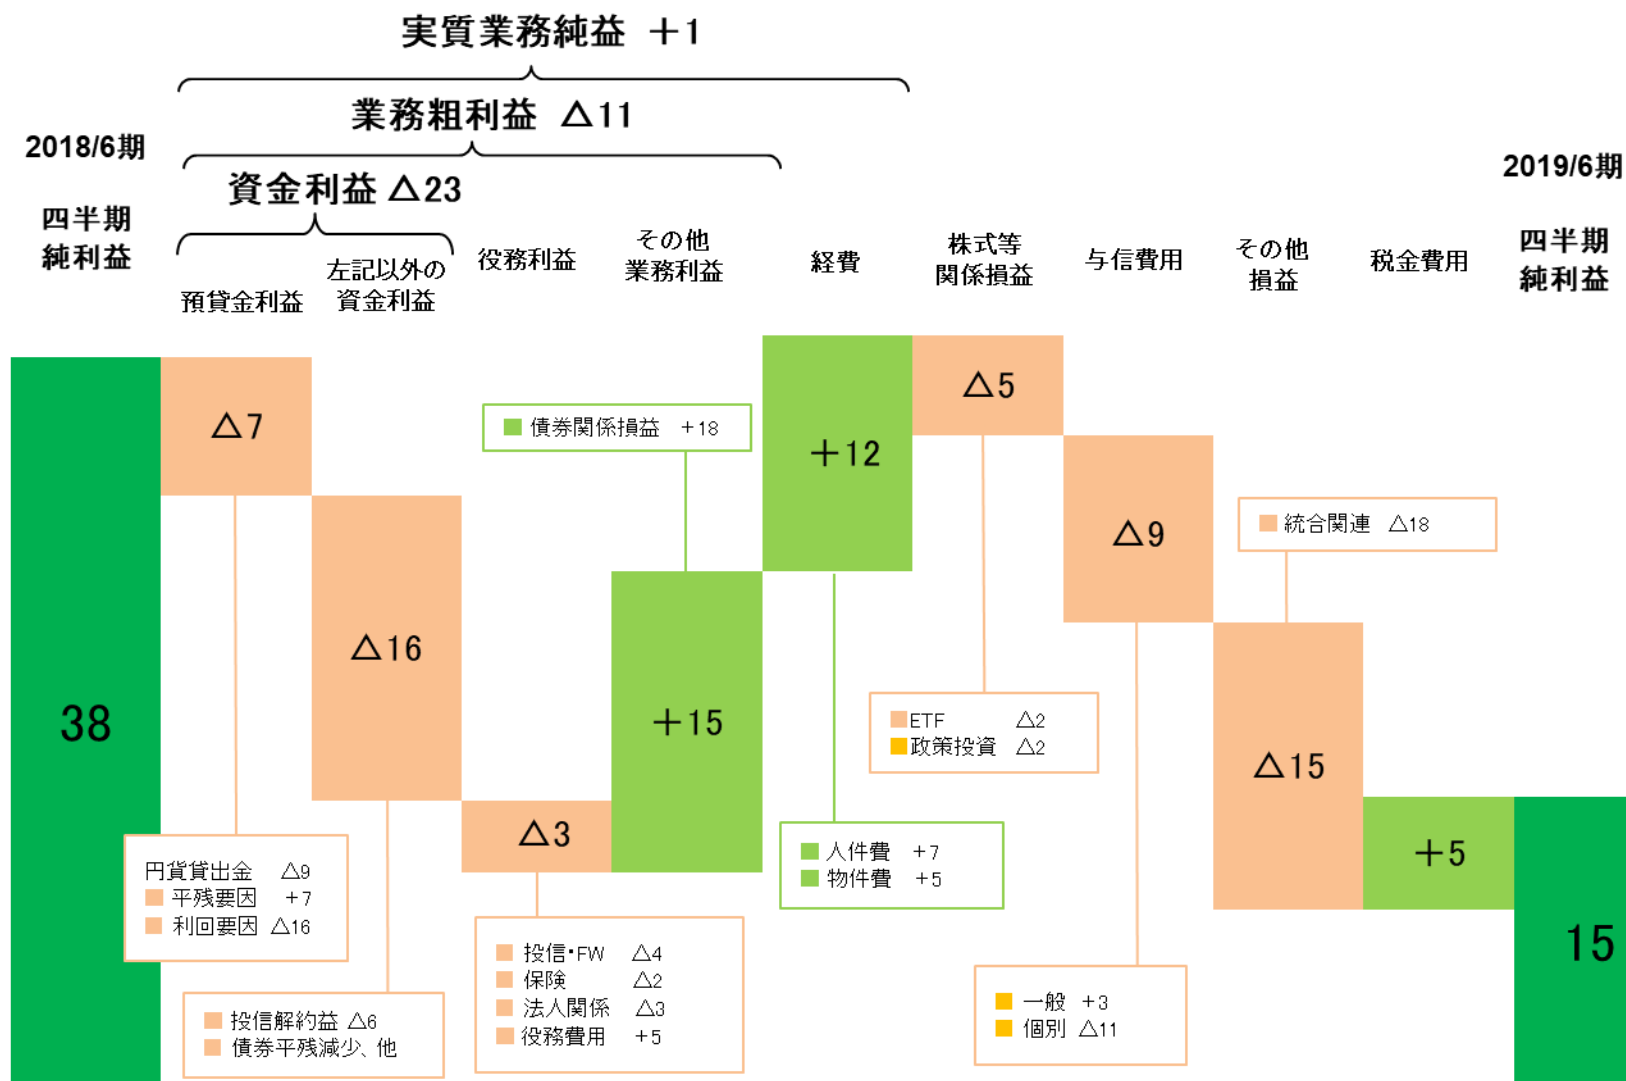 実質業務純益 ＋1
業務粗利益 △11
資金利益 △23
2018/6期
四半期
純利益
預貸金利益
左記以外の
資金利益
役務利益
その他
業務利益
経費
株式等
関係損益
与信費用
その他
損益
税金費用
2019/6期
四半期
純利益
38
△7
△16
△3
＋15
＋12
△5
△9
△15
＋5
15
債券関係損益 ＋18
統合関連 △18
ETF △2
政策投資 △2
人件費 ＋7
物件費 ＋5
円貨貸出金 △9
平残要因 ＋7
利回要因 △16
投信・FW △4
保険 △2
法人関係 △3
役務費用 ＋5
一般 ＋3
個別 △11
投信解約益 △6
債券平残減少、他